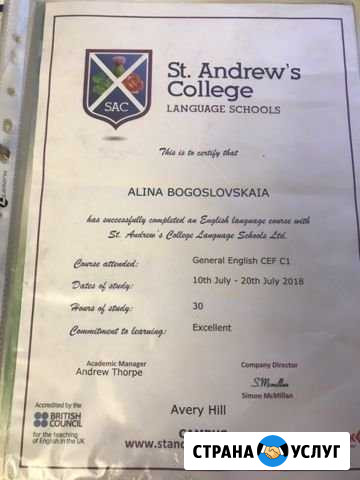 St. Andrew's
College
LANGUAGE SCHOOLS
SAC
This is to certify that
ALINA BOGOSLOVSKAIA
has successfully completed an English language course with
St. Andrew's College Language Schools Ltd.
Course attended: General English CEF C1
Dates of study: 10th July - 20th July 2018
Hours of study: 30
Commitment to learning: Excellent
Academic Manager
Andrew Thorpe
Company Director
S. McMillan
Simon McMillan
Accredited by the
BRITISH
COUNCIL
for the teaching
of English in the UK
Avery Hill
СТРАНА УСЛУГ